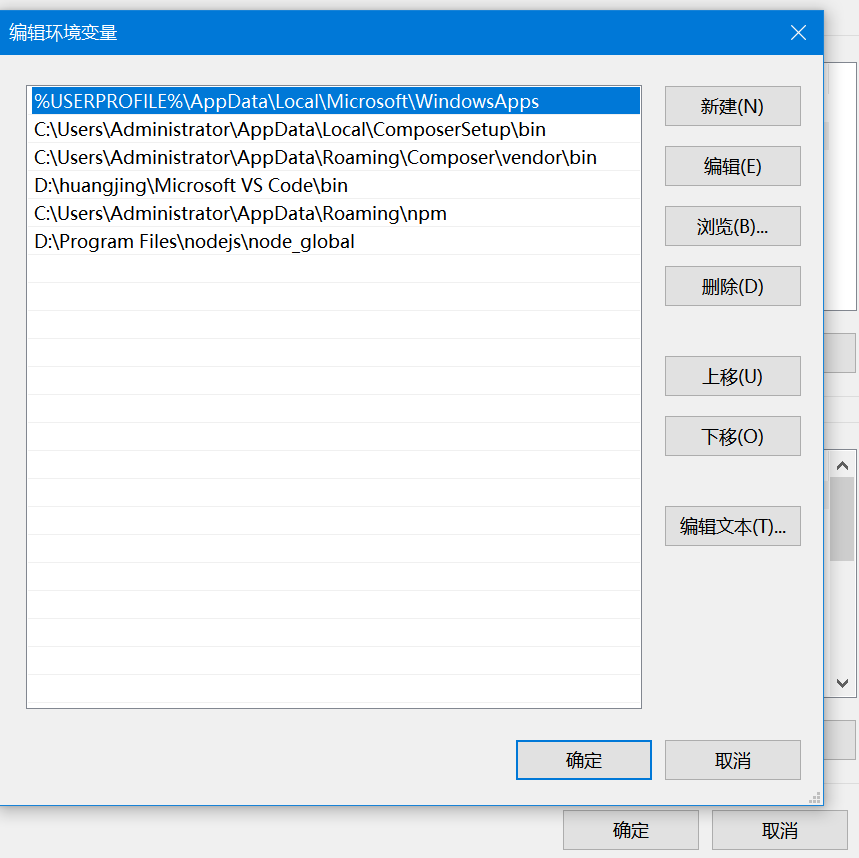 编辑环境变量
%USERPROFILE%\AppData\Local\Microsoft\WindowsApps
C:\Users\Administrator\AppData\Local\ComposerSetup\bin
C:\Users\Administrator\AppData\Roaming\Composer\vendor\bin
D:\huangjing\Microsoft VS Code\bin
C:\Users\Administrator\AppData\Roaming\npm
D:\Program Files\nodejs\node_global
新建(N)
编辑(E)
浏览(B)...
删除(D)
上移(U)
下移(O)
编辑文本(T)...
确定
取消
确定
取消